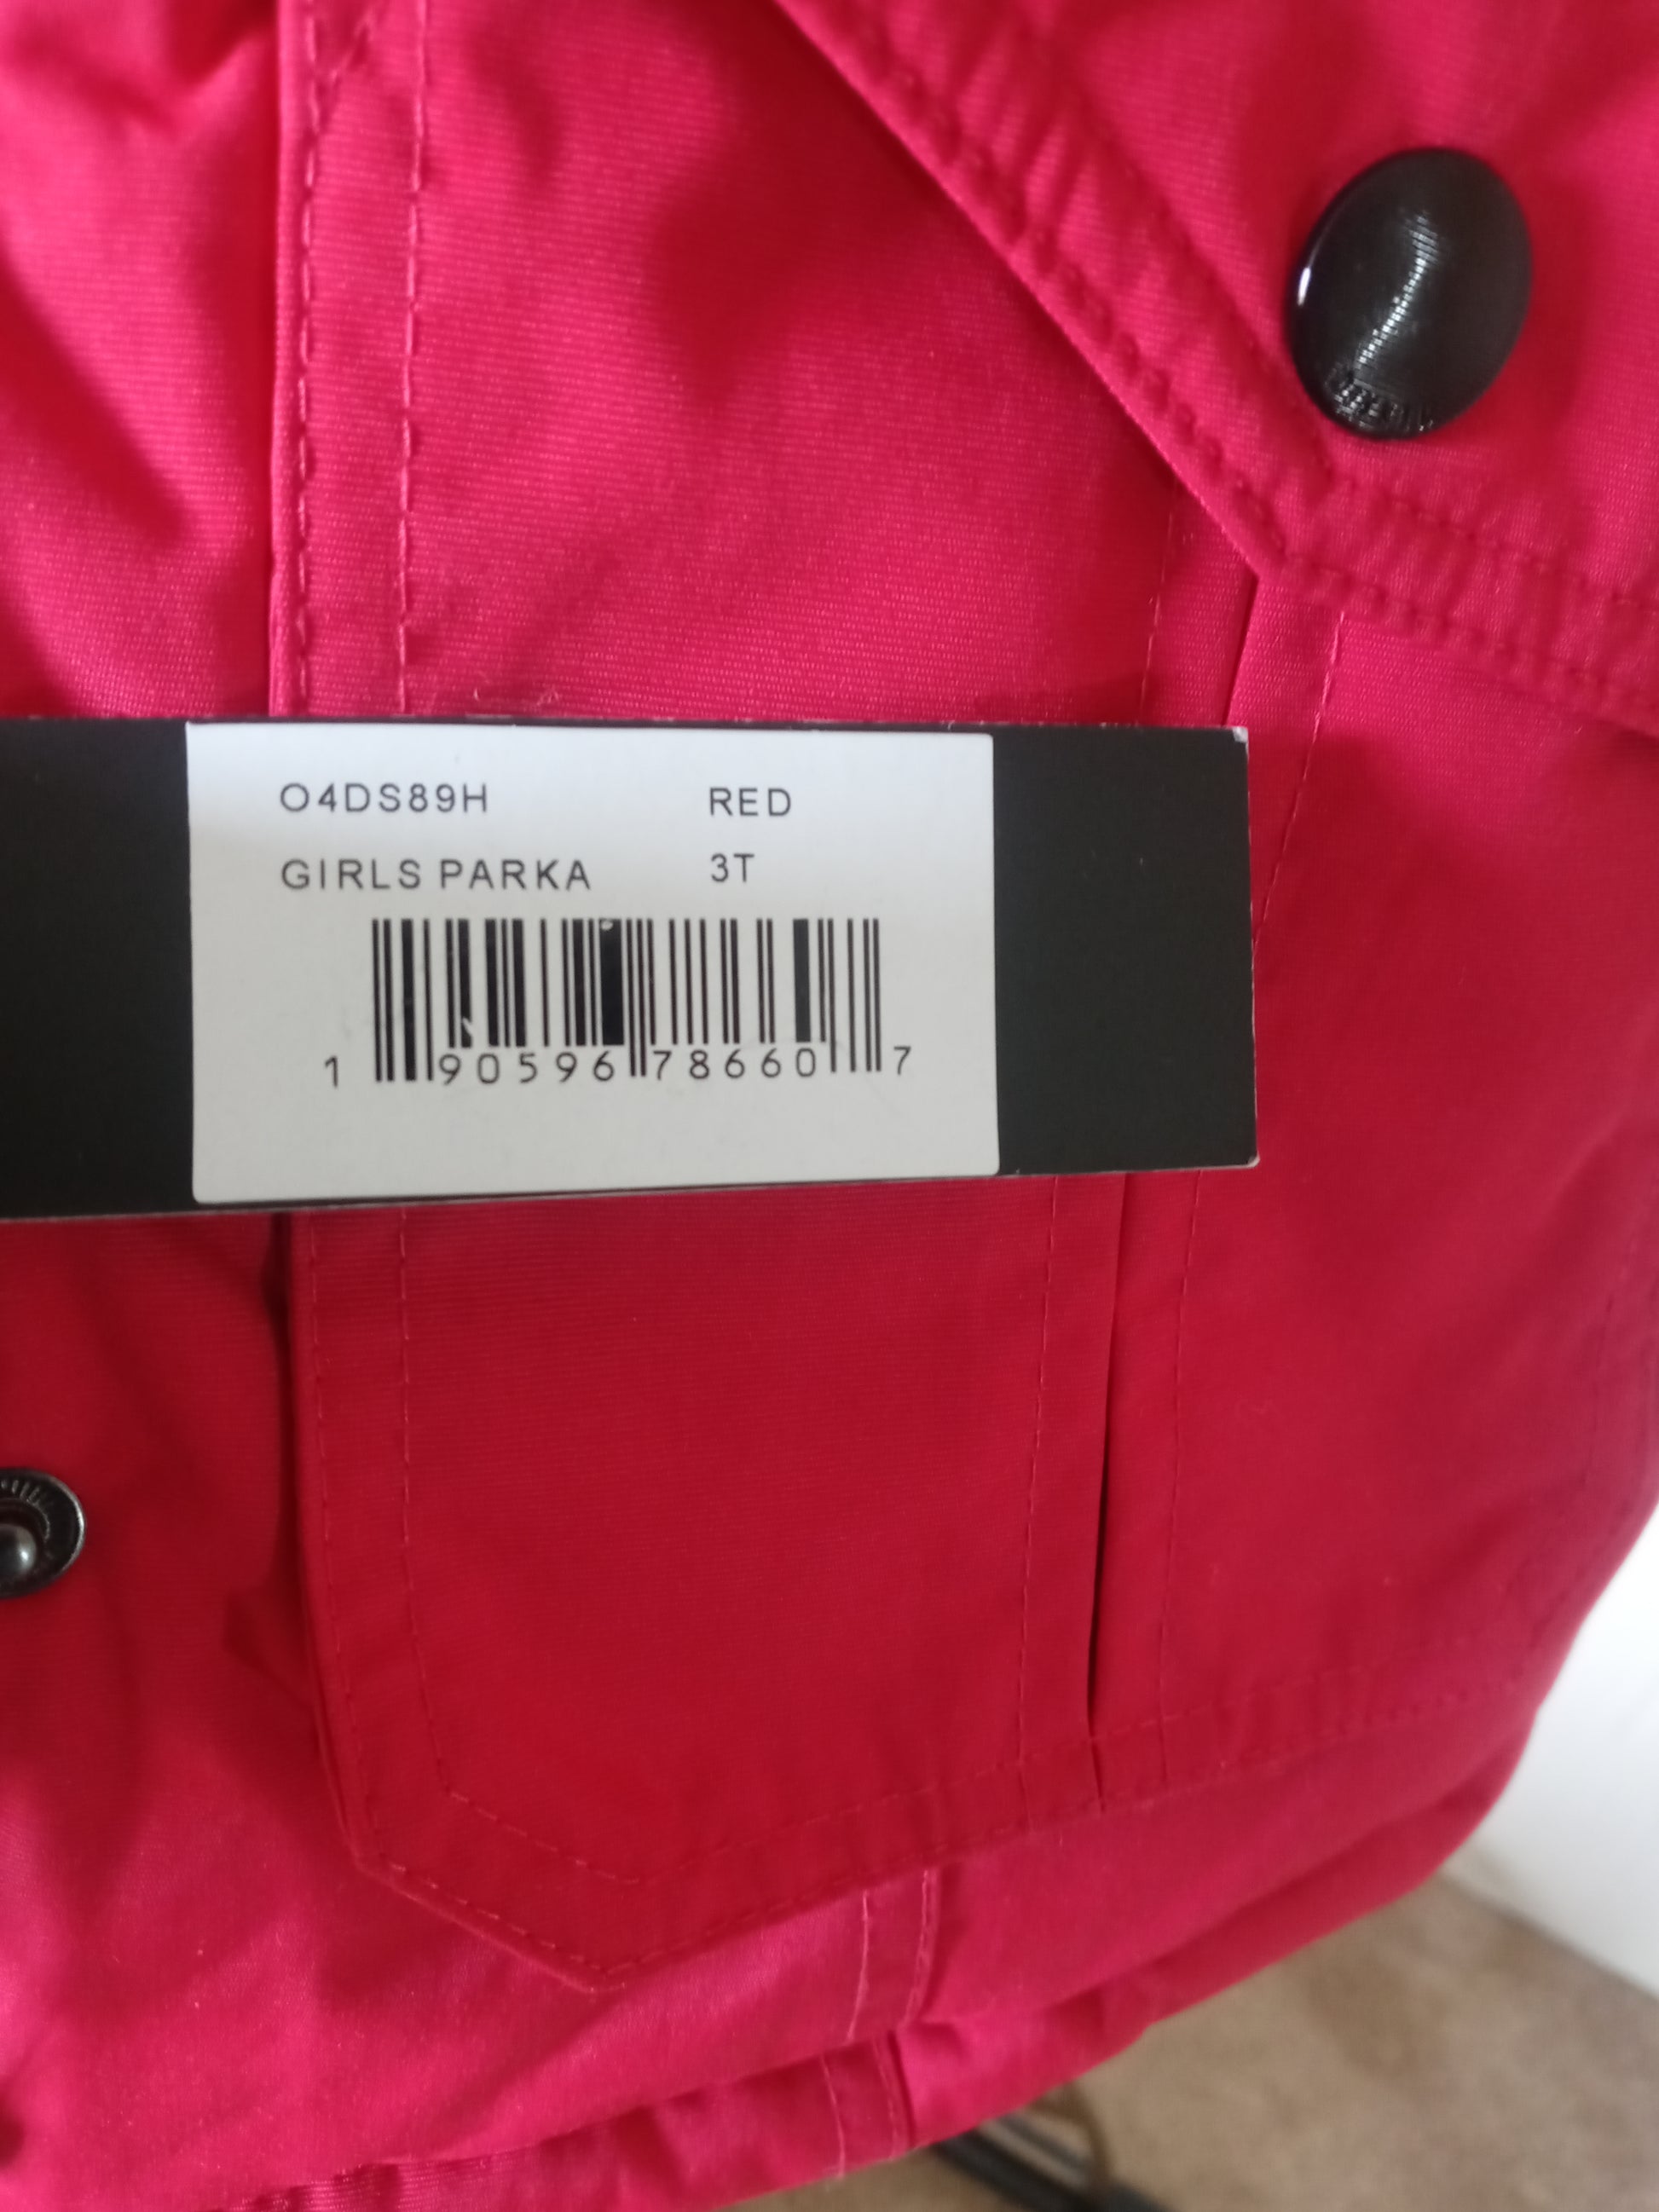 O4DS89H RED
GIRLS PARKA 3T
1 90596 78660 7